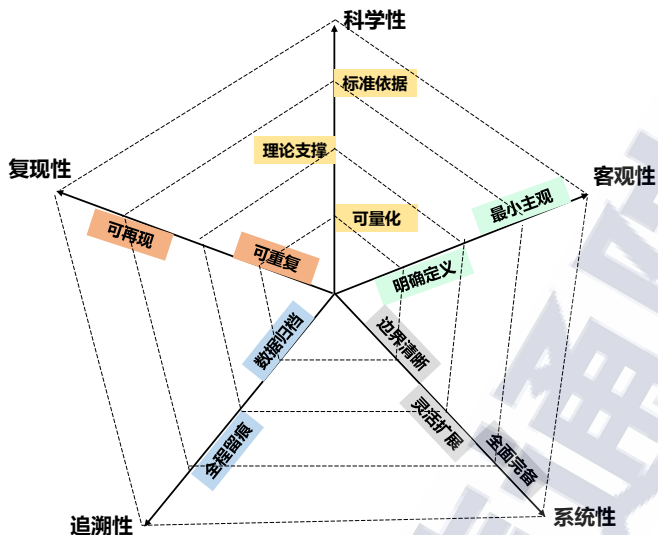 科学性
标准依据
复现性
理论支撑
客观性
最小主观
可再现
可量化
可重复
明确定义
数据归档
边界清晰
灵活扩展
全程留痕
全面完备
追溯性
系统性